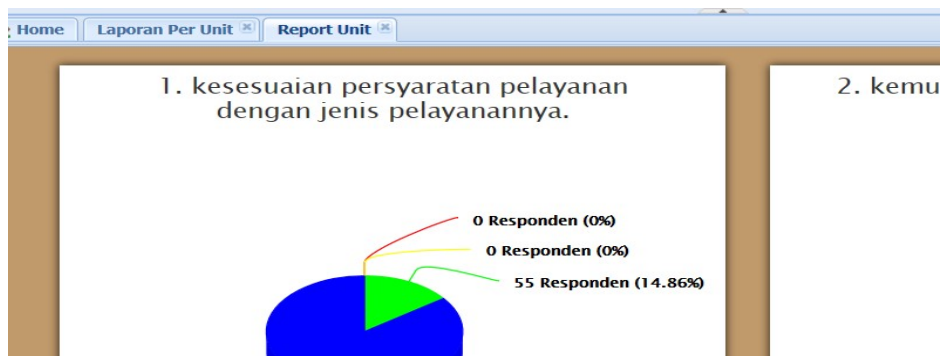 Home
Laporan Per Unit
Report Unit
1. kesesuaian persyaratan pelayanan
dengan jenis pelayanannya.
2. kemu
0 Responden (0%)
0 Responden (0%)
55 Responden (14.86%)